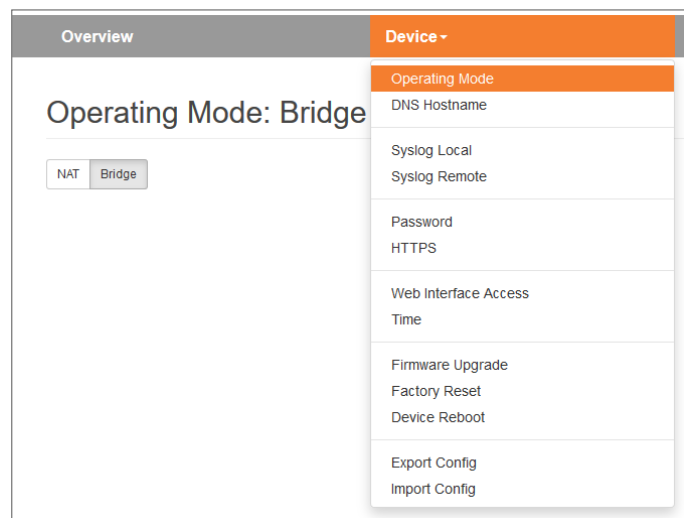 Overview
Device
Operating Mode: Bridge
NAT Bridge
Operating Mode
DNS Hostname
Syslog Local
Syslog Remote
Password
HTTPS
Web Interface Access
Time
Firmware Upgrade
Factory Reset
Device Reboot
Export Config
Import Config